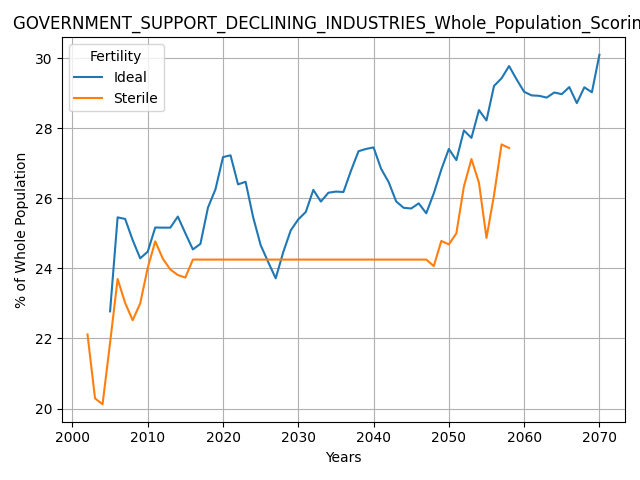 GOVERNMENT_SUPPORT_DECLINING_INDUSTRIES_Whole_Population_Scorin
Fertility
Ideal
Sterile
% of Whole Population
30
28
26
24
22
20
2000 2010 2020 2030 2040 2050 2060 2070
Years